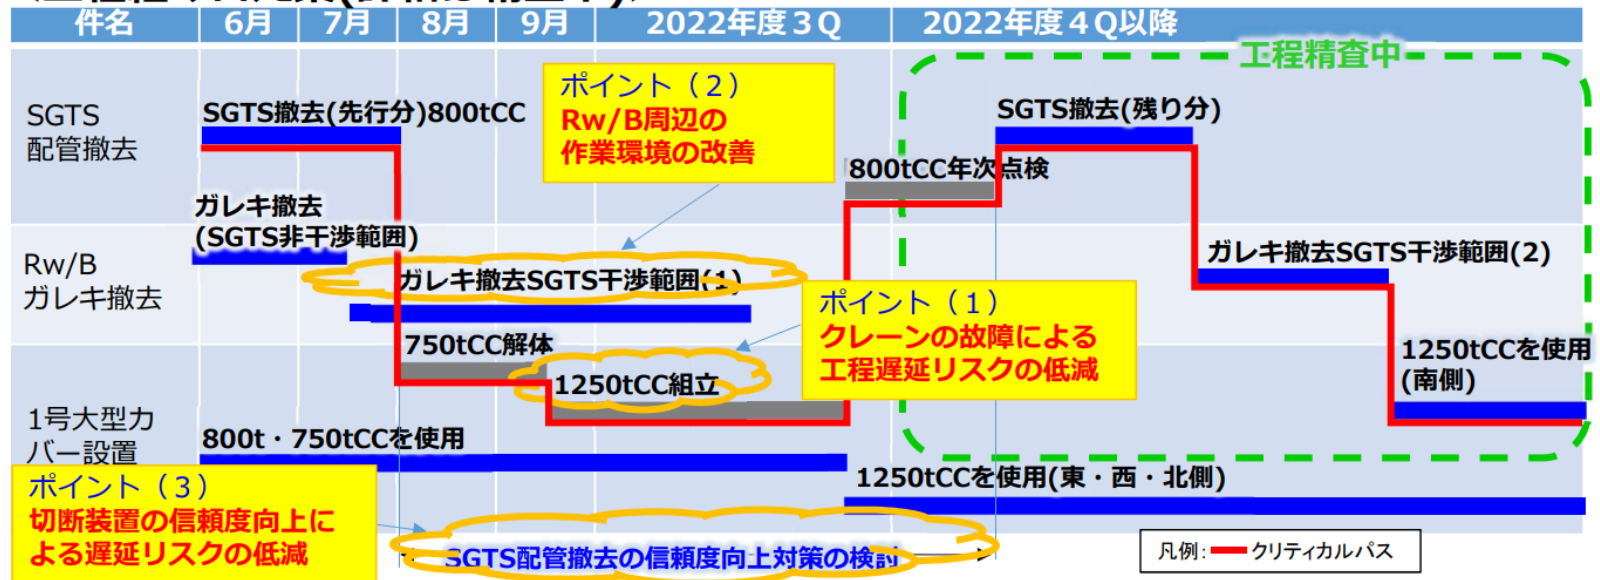 件名
6月
7月
8月
9月
2022年度３Q
2022年度４Q以降
工程精査中
SGTS
配管撤去
SGTS撤去(先行分)800tCC
ポイント（２）
Rw/B周辺の
作業環境の改善
SGTS撤去(残り分)
800tCC年次点検
Rw/B
ガレキ撤去
ガレキ撤去
(SGTS非干渉範囲)
ガレキ撤去SGTS干渉範囲(1)
ガレキ撤去SGTS干渉範囲(2)
ポイント（１）
クレーンの故障による
工程遅延リスクの低減
750tCC解体
1250tCC組立
1250tCCを使用
(南側)
1号大型カ
バー設置
800t・750tCCを使用
1250tCCを使用(東・西・北側)
ポイント（３）
切断装置の信頼度向上に
よる遅延リスクの低減
SGTS配管撤去の信頼度向上対策の検討
凡例: クリティカルパス